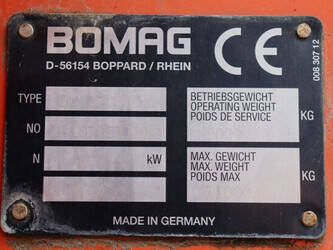 BOMAG
CE
D-56154 BOPPARD / RHEIN
008 307 12
TYPE
BETRIEBSGEWICHT
OPERATING WEIGHT
POIDS DE SERVICE
KG
NO
N
kW
MAX. GEWICHT
MAX. WEIGHT
POIDS MAX
KG
MADE IN GERMANY